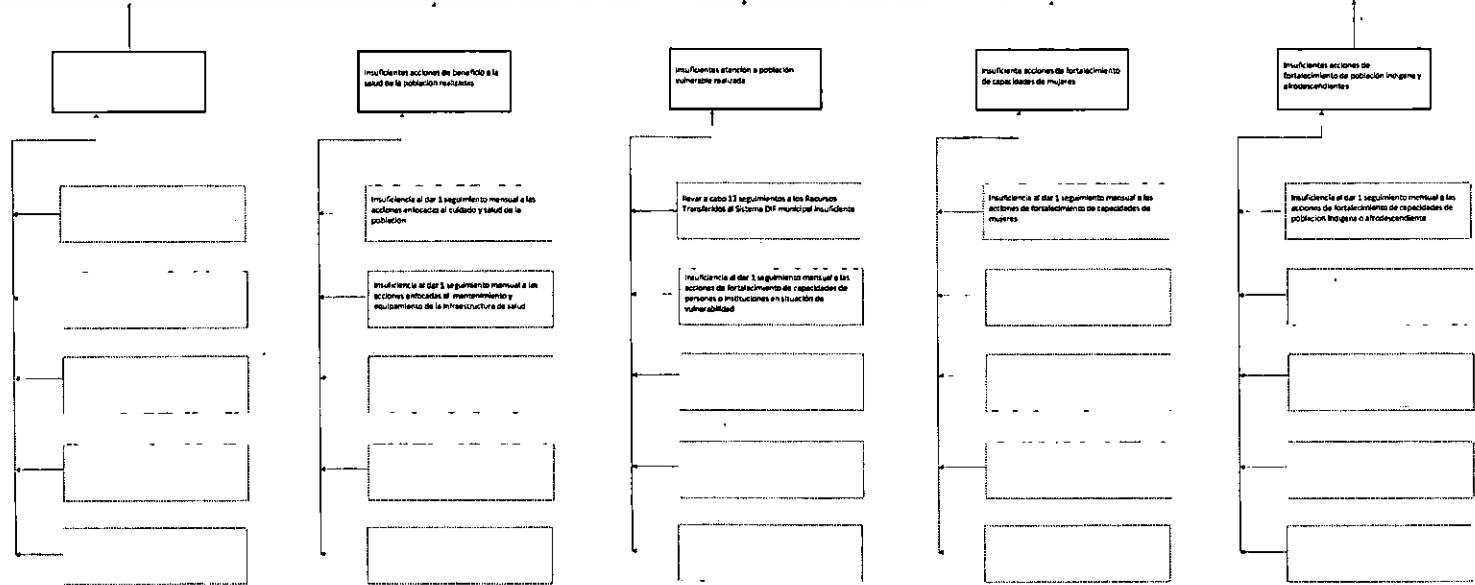 Insuficientes acciones de beneficio a la
salud de la población realizadas
Insuficientes atención a población
vulnerable realizada
Insuficiente acciones de fortalecimiento
de capacidades de mujeres
Insuficientes acciones de
fortalecimiento de población indigena y
afrodescendientes
Insuficiencia al dar 1 seguimiento mensual a las
acciones enfocadas al cuidado y salud de la
población
Insuficiencia al dar 1 seguimiento mensual a las
acciones enfocadas al mantenimiento y
equipamiento de la infraestructura de salud
llevar a cabo 12 seguimientos a los Recursos
Transferidos al Sistema DIF municipal insuficiente
Insuficiencia al dar 1 seguimiento mensual a las
acciones de fortalecimiento de capacidades de
personas o instituciones en situación de
vulnerabilidad
Insuficiencia al dar 1 seguimiento mensual a las
acciones de fortalecimiento de capacidades de
mujeres
Insuficiencia al dar 1 seguimiento mensual a las
acciones de fortalecimiento de capacidades de
poblacion indigena o afrodescendiente